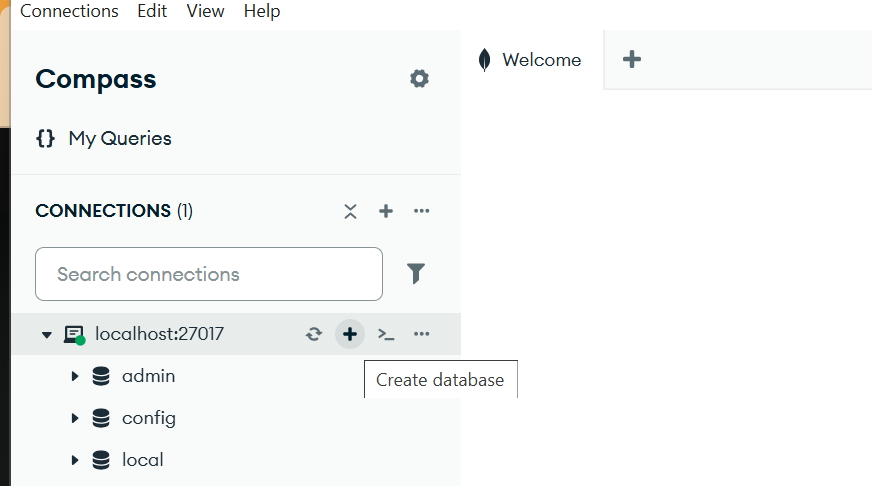 Connections Edit View Help
Compass
Welcome
My Queries
CONNECTIONS (1)
Search connections
localhost:27017
admin
Create database
config
local